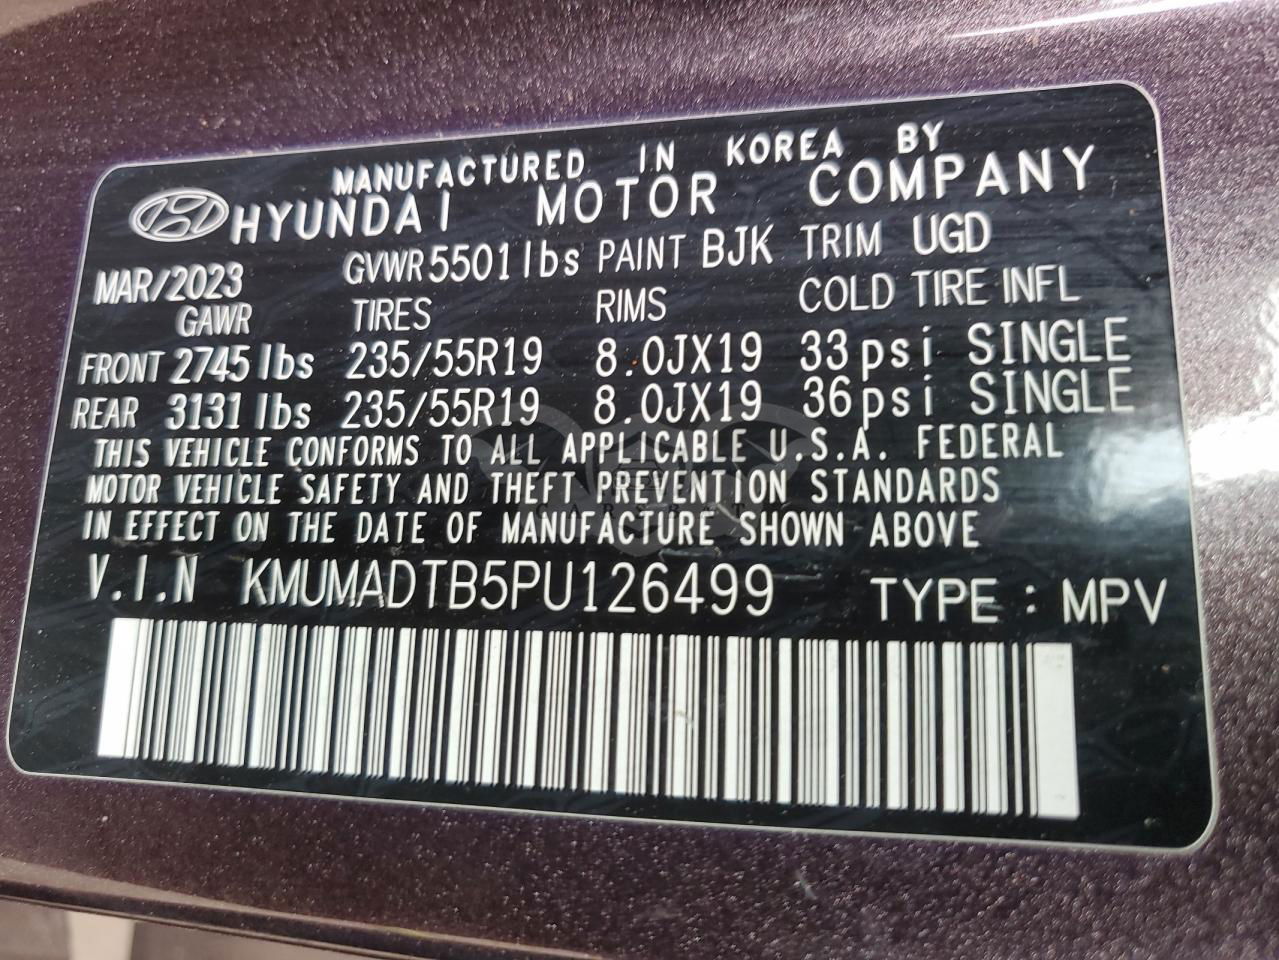 MANUFACTURED IN KOREA BY
HYUNDAI MOTOR COMPANY
MAR/2023 GVWR 5501 lbs PAINT BJK TRIM UGD
GAWR TIRES RIMS COLD TIRE INFL
FRONT 2745 lbs 235/55R19 8.0JX19 33 psi SINGLE
REAR 3131 lbs 235/55R19 8.0JX19 36 psi SINGLE
THIS VEHICLE CONFORMS TO ALL APPLICABLE U.S.A. FEDERAL
MOTOR VEHICLE SAFETY AND THEFT PREVENTION STANDARDS
IN EFFECT ON THE DATE OF MANUFACTURE SHOWN ABOVE
V.I.N KMUMADTB5PU126499 TYPE : MPV